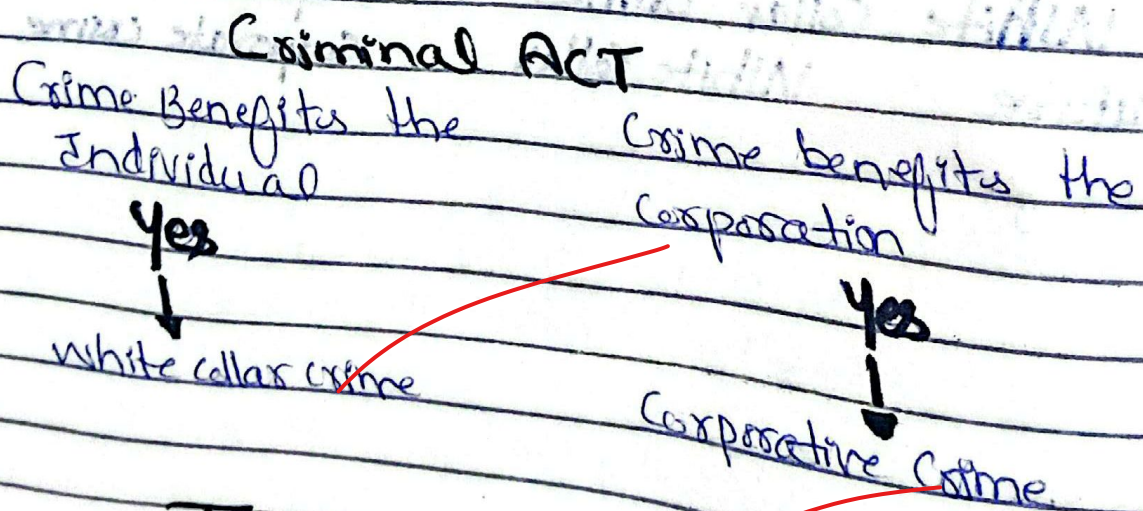 Criminal ACT
Crime Benefits the
Individual
Yes
White collar crime
Crime benefits the
Corporation
Yes
Corporative Crime